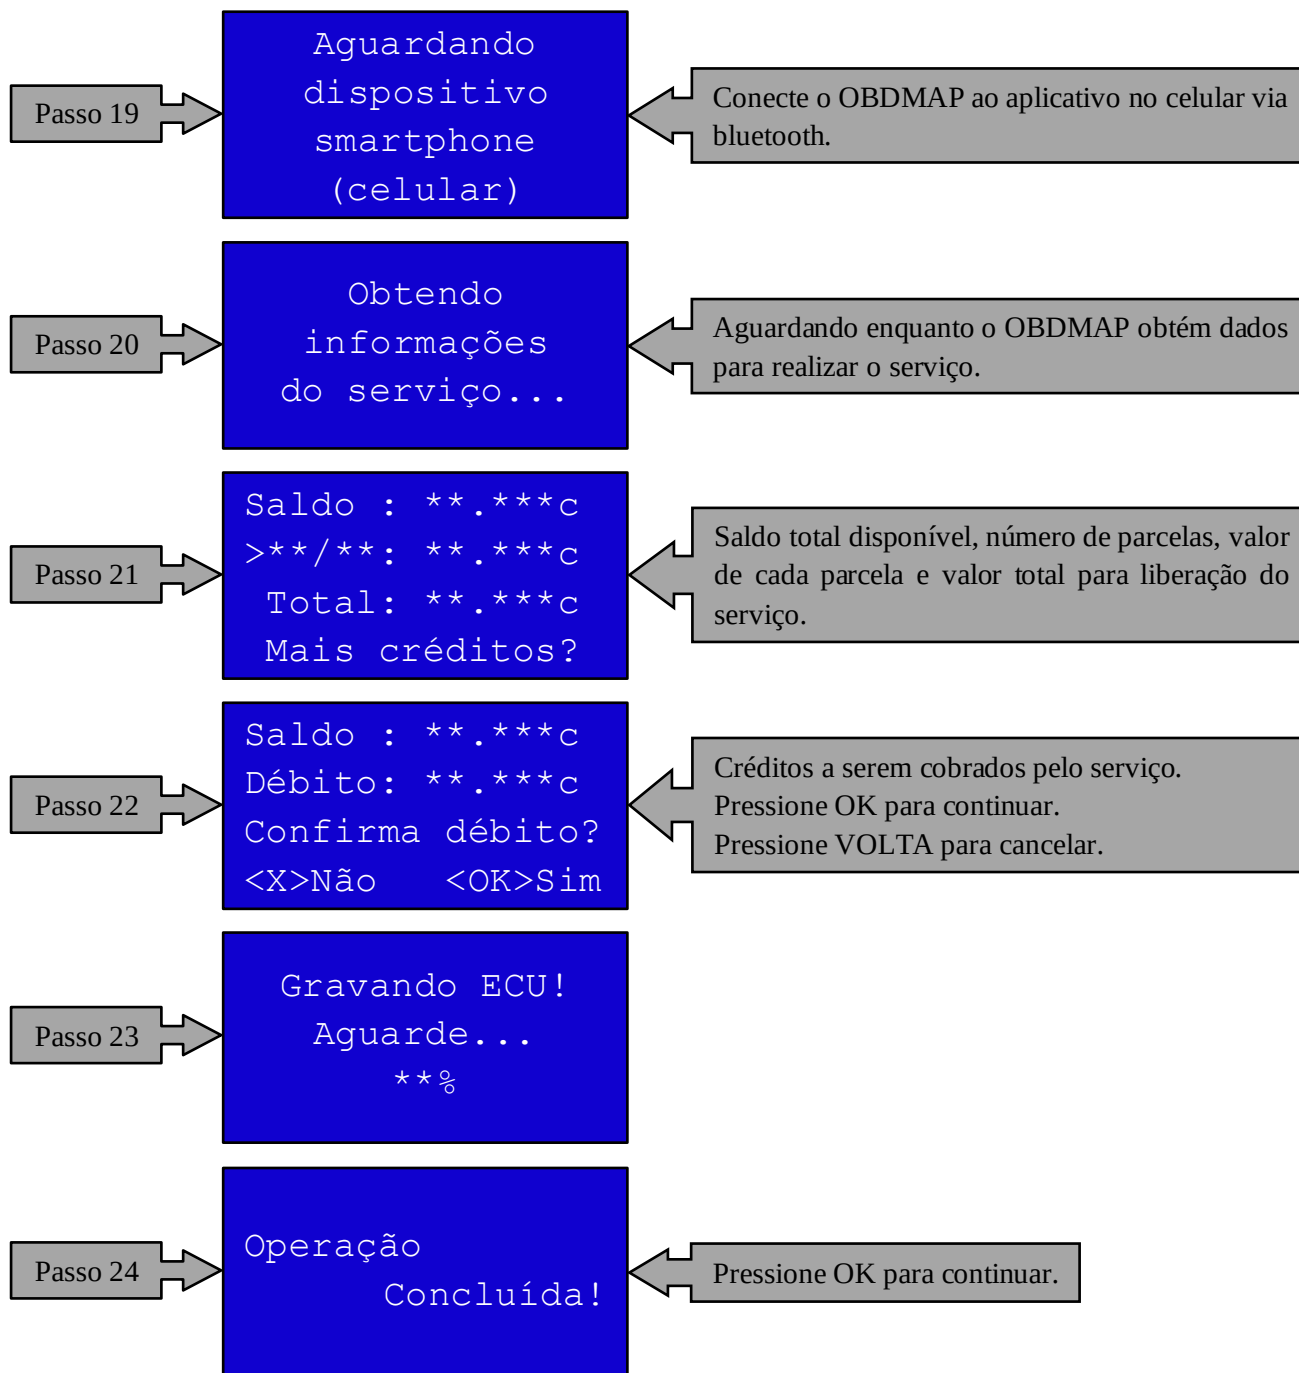 Passo 19
Aguardando
dispositivo
smartphone
(celular)
Conecte o OBDMAP ao aplicativo no celular via
bluetooth.
Passo 20
Obtendo
informações
do serviço...
Aguardando enquanto o OBDMAP obtém dados
para realizar o serviço.
Passo 21
Saldo : **.***c
>**/**: **.***c
Total: **.***c
Mais créditos?
Saldo total disponível, número de parcelas, valor
de cada parcela e valor total para liberação do
serviço.
Passo 22
Saldo : **.***c
Débito: **.***c
Confirma débito?
<X>Não   <OK>Sim
Créditos a serem cobrados pelo serviço.
Pressione OK para continuar.
Pressione VOLTA para cancelar.
Passo 23
Gravando ECU!
Aguarde...
**%
Passo 24
Operação
Concluída!
Pressione OK para continuar.